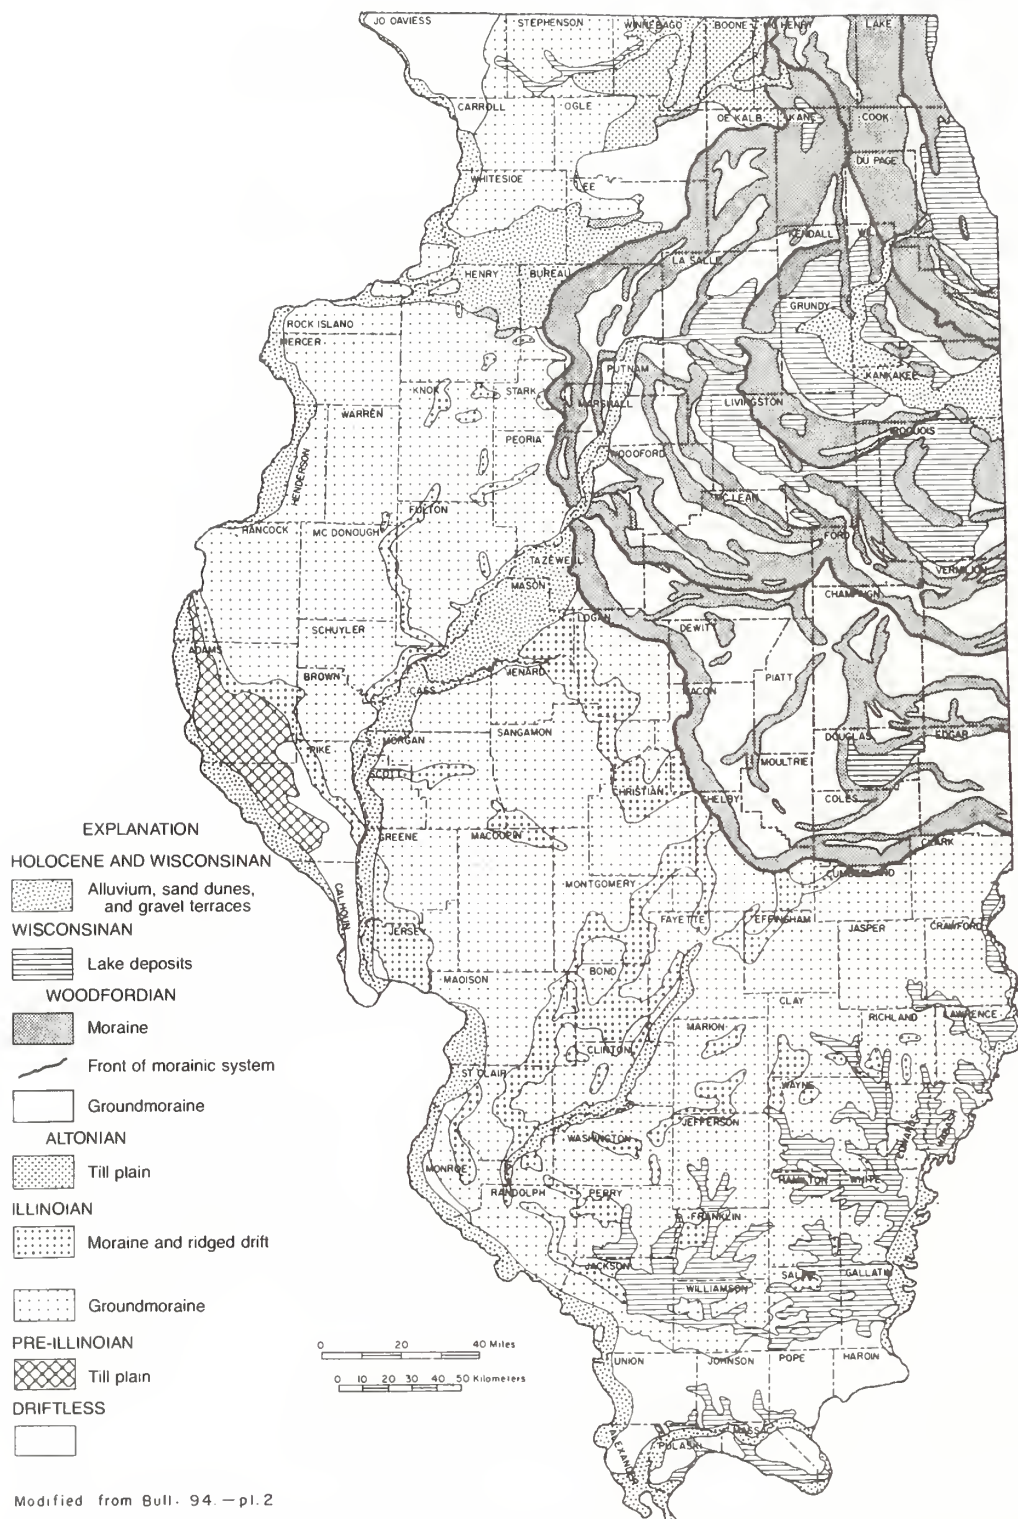 JO DAVIESS
STEPHENSON
WINNEBAGO
BOONE
MC HENRY
LAKE
CARROLL
OGLE
DE KALB
KANE
COOK
DU PAGE
WHITESIDE
LEE
KENDALL
WILL
HENRY
BUREAU
LA SALLE
GRUNDY
ROCK ISLAND
MERCER
KANKAKEE
PUTNAM
KNOX
STARK
MARSHALL
LIVINGSTON
WARREN
IROQUOIS
PEORIA
WOODFORD
HENDERSON
MC LEAN
FULTON
HANCOCK
MC DONOUGH
FORD
TAZEWELL
VERMILION
MASON
CHAMPAIGN
LOGAN
DEWITT
SCHUYLER
ADAMS
BROWN
MENARD
CASS
MACON
PIATT
SANGAMON
MORGAN
DOUGLAS
EDGAR
PIKE
MOULTRIE
SCOTT
CHRISTIAN
SHELBY
COLES
GREENE
MACOUPIN
CLARK
CUMBERLAND
MONTGOMERY
CALHOUN
FAYETTE
EFFINGHAM
JASPER
CRAWFORD
JERSEY
BOND
MADISON
CLAY
RICHLAND
LAWRENCE
MARION
CLINTON
ST CLAIR
WAYNE
EDWARDS
WABASH
JEFFERSON
WASHINGTON
MONROE
HAMILTON
WHITE
RANDOLPH
PERRY
FRANKLIN
JACKSON
SALINE
GALLATIN
WILLIAMSON
UNION
JOHNSON
POPE
HARDIN
ALEXANDER
PULASKI
MASSAC
EXPLANATION
HOLOCENE AND WISCONSINAN
Alluvium, sand dunes,
and gravel terraces
WISCONSINAN
Lake deposits
WOODFORDIAN
Moraine
Front of morainic system
Groundmoraine
ALTONIAN
Till plain
ILLINOIAN
Moraine and ridged drift
Groundmoraine
PRE-ILLINOIAN
Till plain
DRIFTLESS
0 20 40 Miles
0 10 20 30 40 50 Kilometers
Modified from Bull. 94.—pl.2